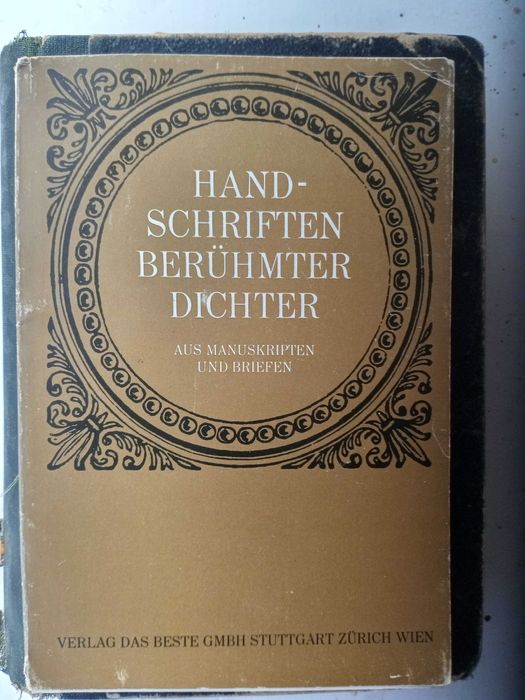 HAND-
SCHRIFTEN
BERÜHMTER
DICHTER
AUS MANUSKRIPTEN
UND BRIEFEN
VERLAG DAS BESTE GMBH STUTTGART ZÜRICH WIEN